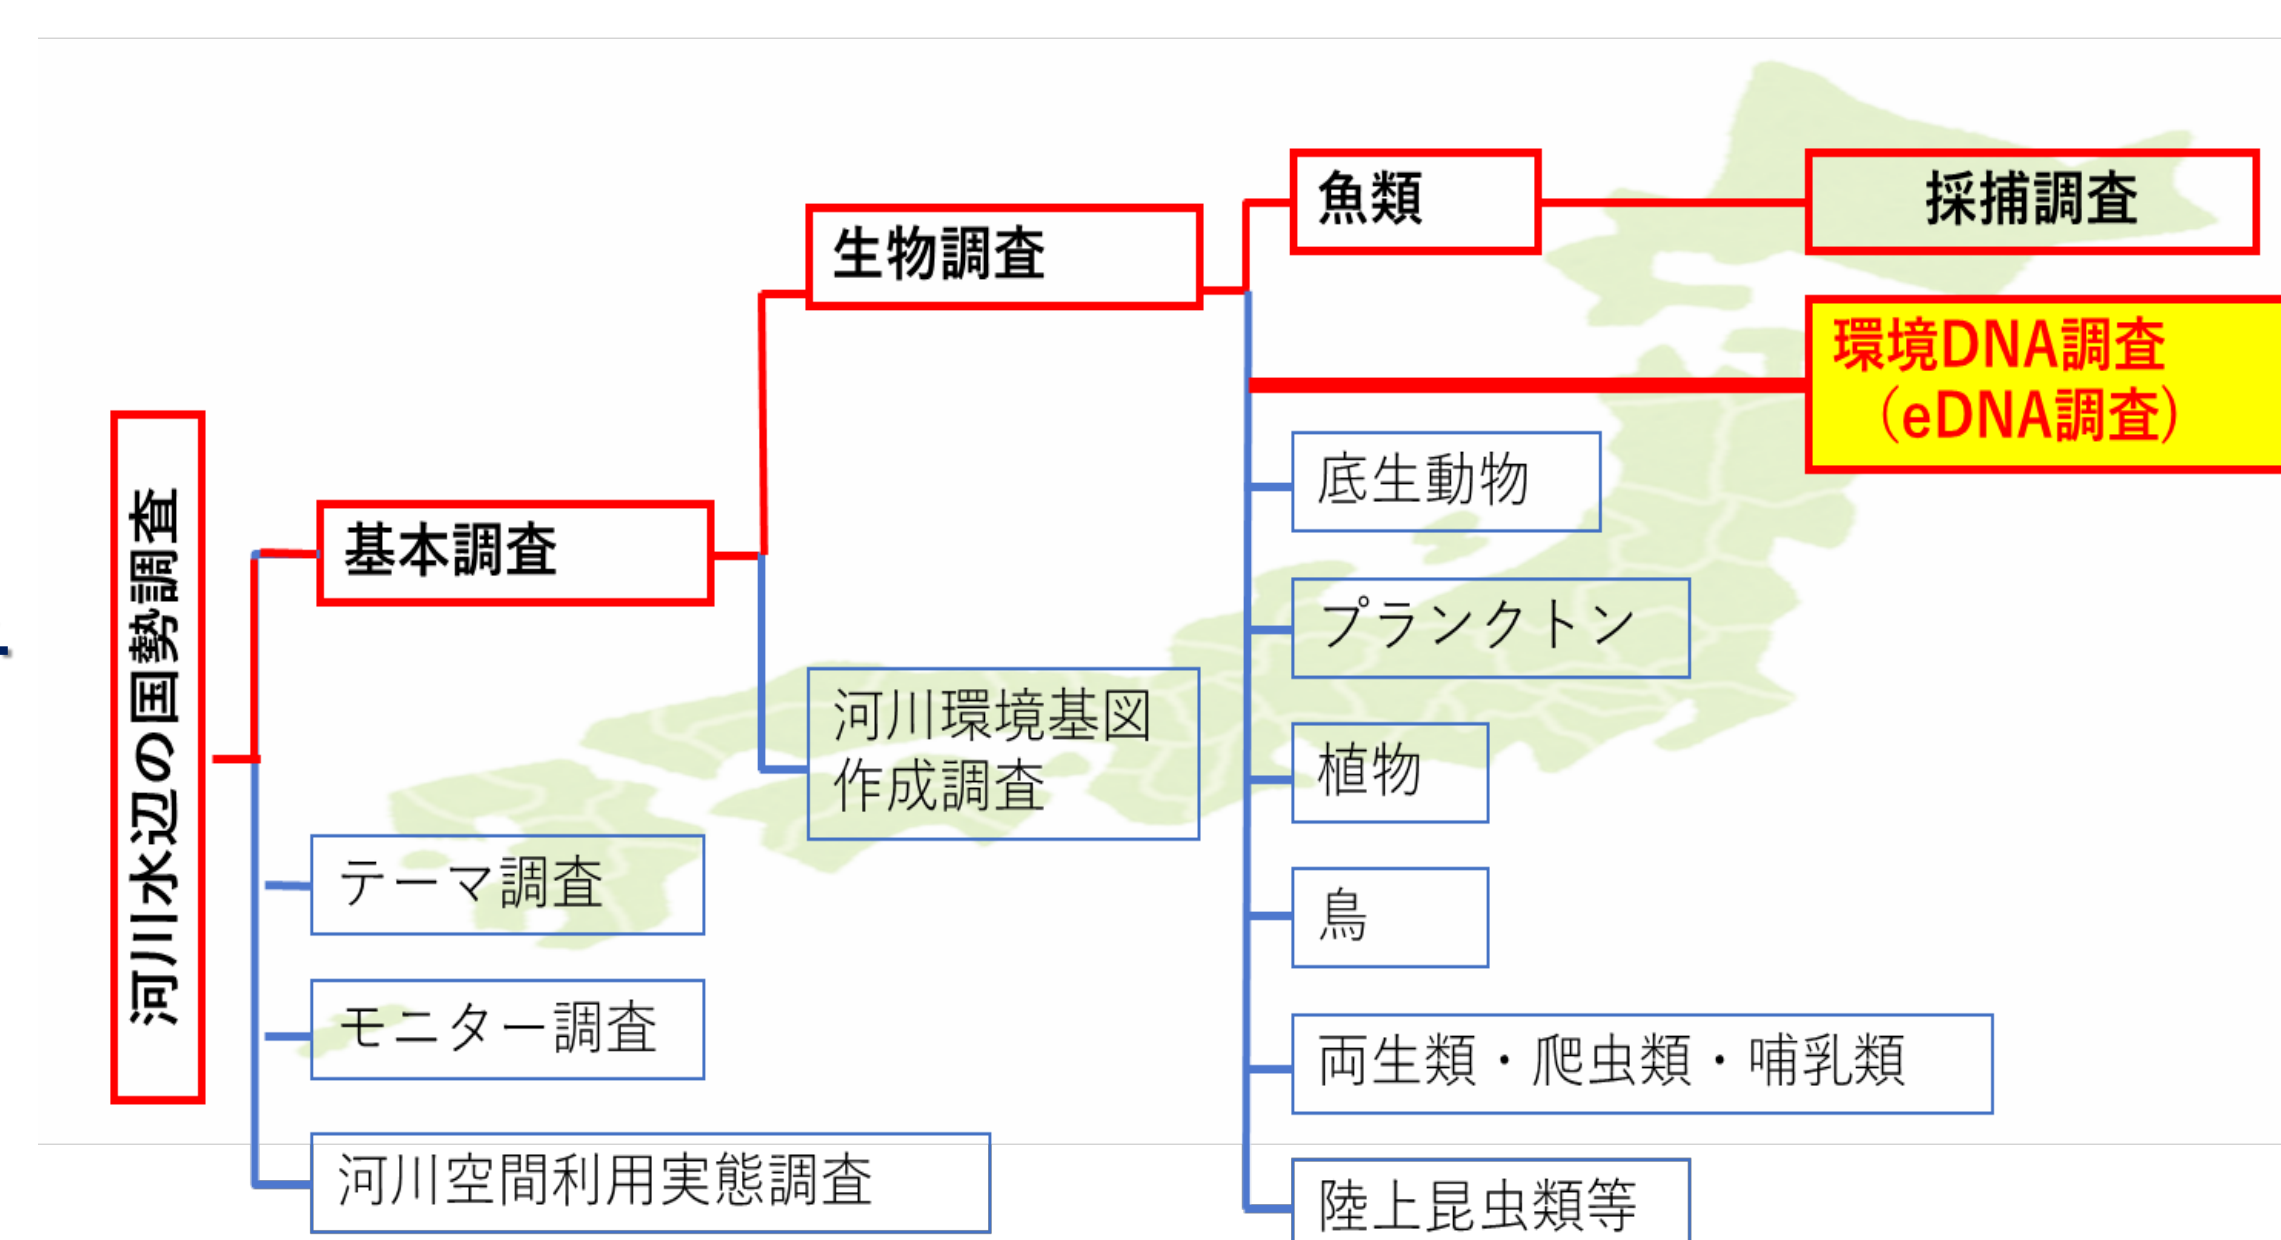 河川水辺の国勢調査
基本調査
テーマ調査
モニター調査
河川空間利用実態調査
生物調査
河川環境基図
作成調査
魚類
採捕調査
環境DNA調査
（eDNA調査）
底生動物
プランクトン
植物
鳥
両生類・爬虫類・哺乳類
陸上昆虫類等